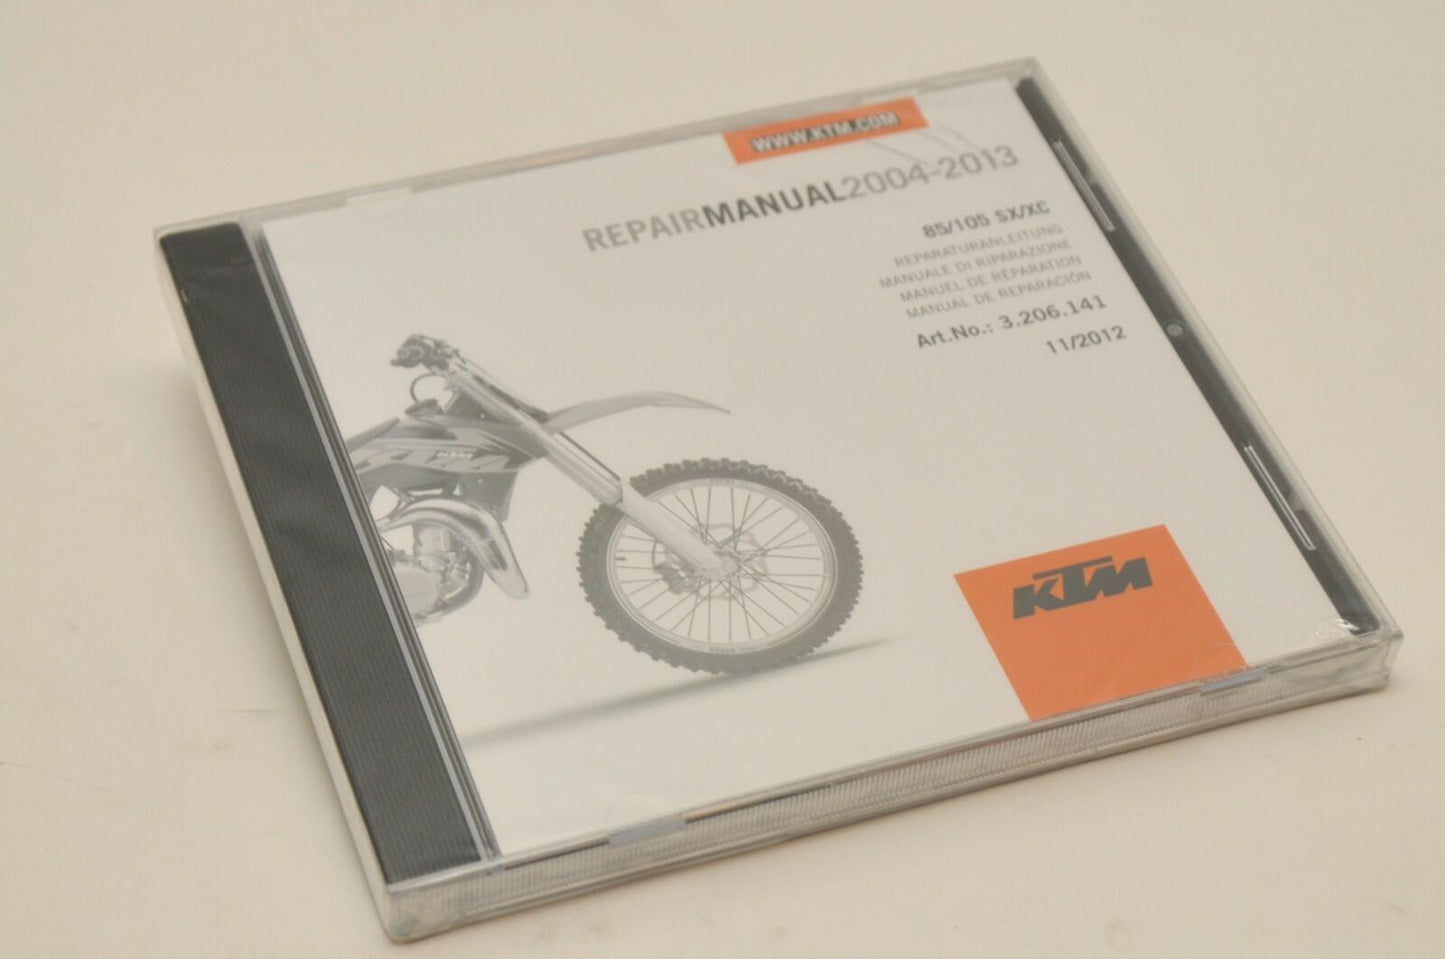 WWW.KTM.COM
REPAIRMANUAL2004-2013
85/105 SX/XC
REPARATURANLEITUNG
MANUALE DI RIPARAZIONE
MANUEL DE RÉPARATION
MANUAL DE REPARACIÓN
Art.No.: 3.206.141
11/2012
KTM
KTM